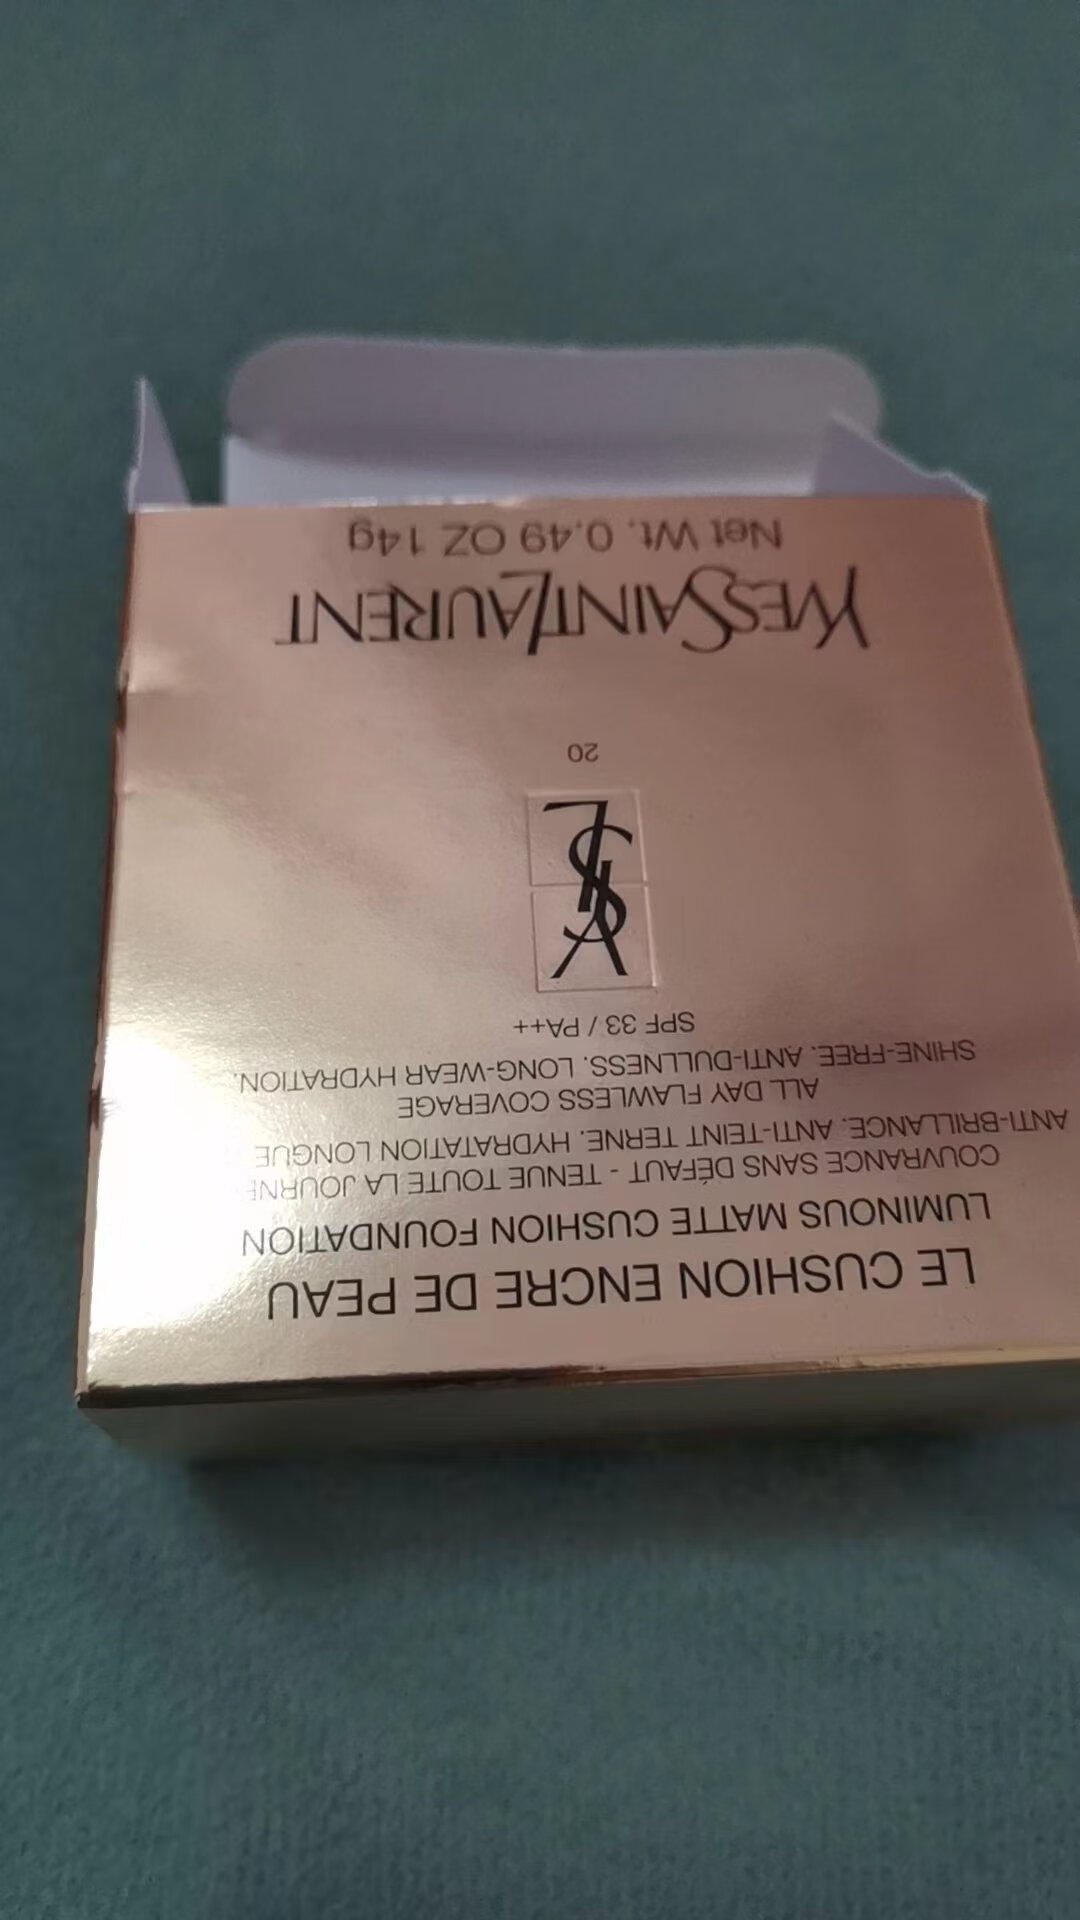 LE CUSHION ENCRE DE PEAU
LUMINOUS MATTE CUSHION FOUNDATION
COUVRANCE SANS DÉFAUT - TENUE TOUTE LA JOURNÉE
ANTI-BRILLANCE. ANTI-TEINT TERNE. HYDRATATION LONGUE
ALL DAY FLAWLESS COVERAGE
SHINE-FREE. ANTI-DULLNESS. LONG-WEAR HYDRATION.
SPF 33 / PA++
YSL
20
YVESSAINTLAURENT
Net Wt. 0.49 OZ 14g